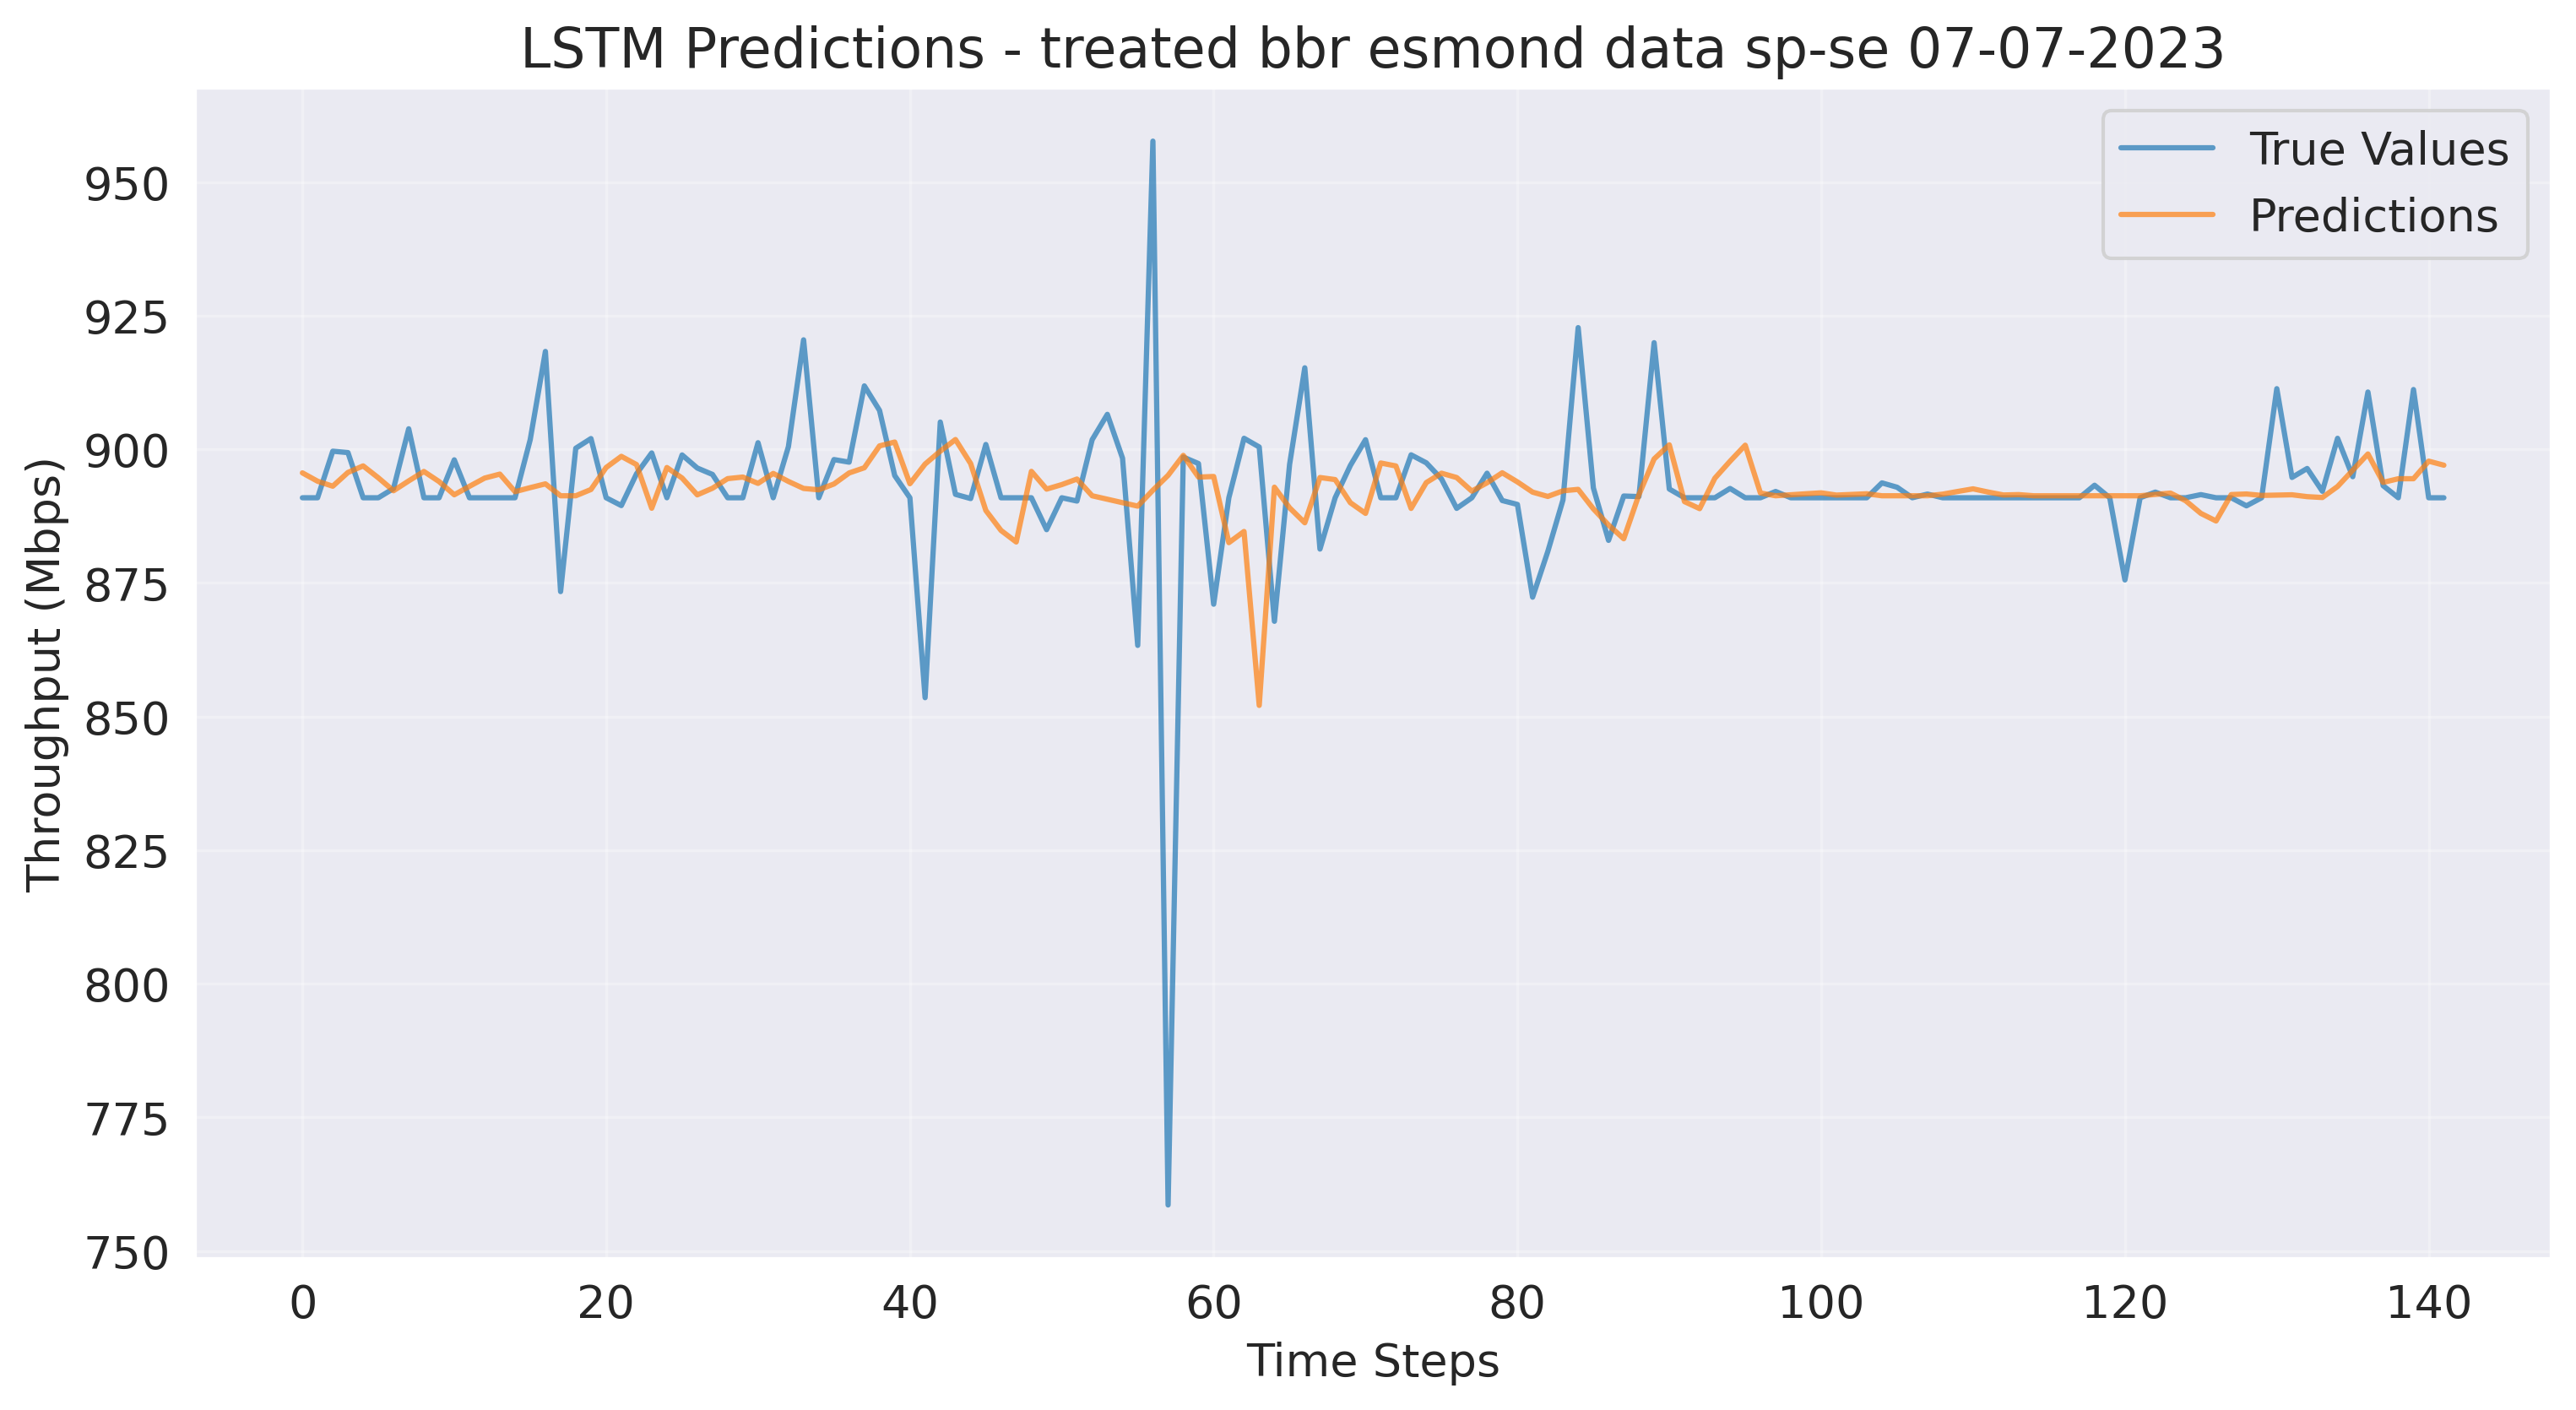 LSTM Predictions - treated bbr esmond data sp-se 07-07-2023
True Values
Predictions
Throughput (Mbps)
950
925
900
875
850
825
800
775
750
0 20 40 60 80 100 120 140
Time Steps